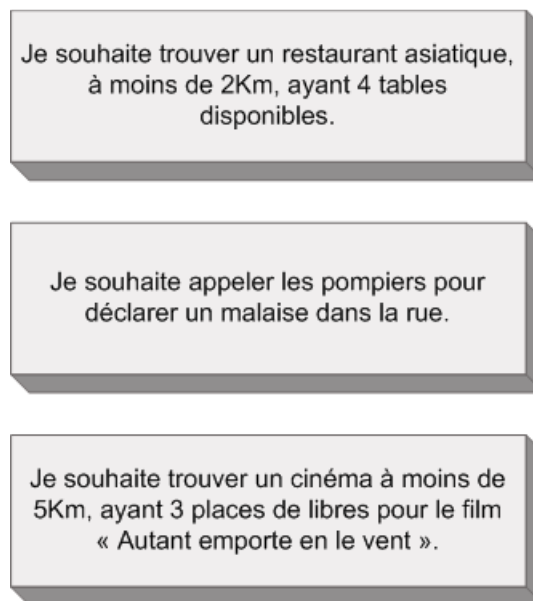 Je souhaite trouver un restaurant asiatique,
à moins de 2Km, ayant 4 tables
disponibles.
Je souhaite appeler les pompiers pour
déclarer un malaise dans la rue.
Je souhaite trouver un cinéma à moins de
5Km, ayant 3 places de libres pour le film
« Autant emporte en le vent ».